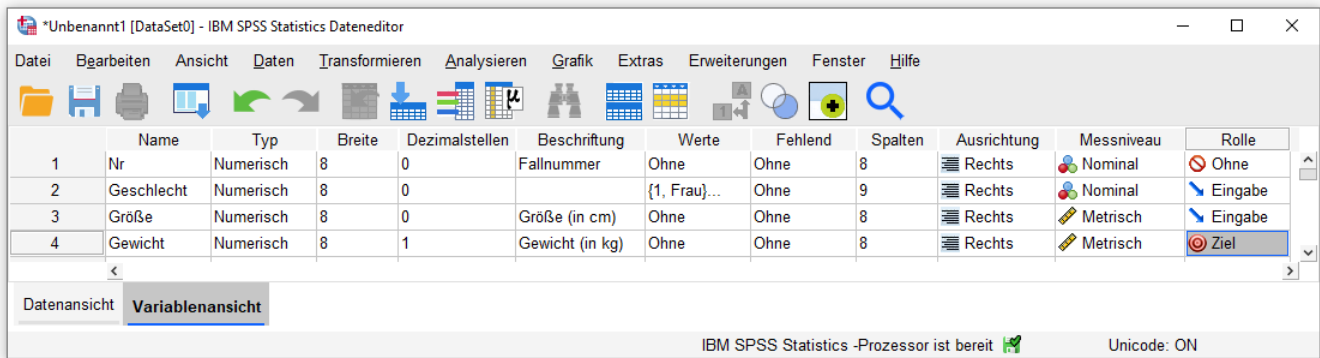 *Unbenannt1 [DataSet0] - IBM SPSS Statistics Dateneditor
Datei Bearbeiten Ansicht Daten Transformieren Analysieren Grafik Extras Erweiterungen Fenster Hilfe
Name Typ Breite Dezimalstellen Beschriftung Werte Fehlend Spalten Ausrichtung Messniveau Rolle
1 Nr Numerisch 8 0 Fallnummer Ohne Ohne 8 Rechts Nominal Ohne
2 Geschlecht Numerisch 8 0 {1, Frau}... Ohne 9 Rechts Nominal Eingabe
3 Größe Numerisch 8 0 Größe (in cm) Ohne Ohne 8 Rechts Metrisch Eingabe
4 Gewicht Numerisch 8 1 Gewicht (in kg) Ohne Ohne 8 Rechts Metrisch Ziel
Datenansicht Variablenansicht
IBM SPSS Statistics -Prozessor ist bereit Unicode: ON